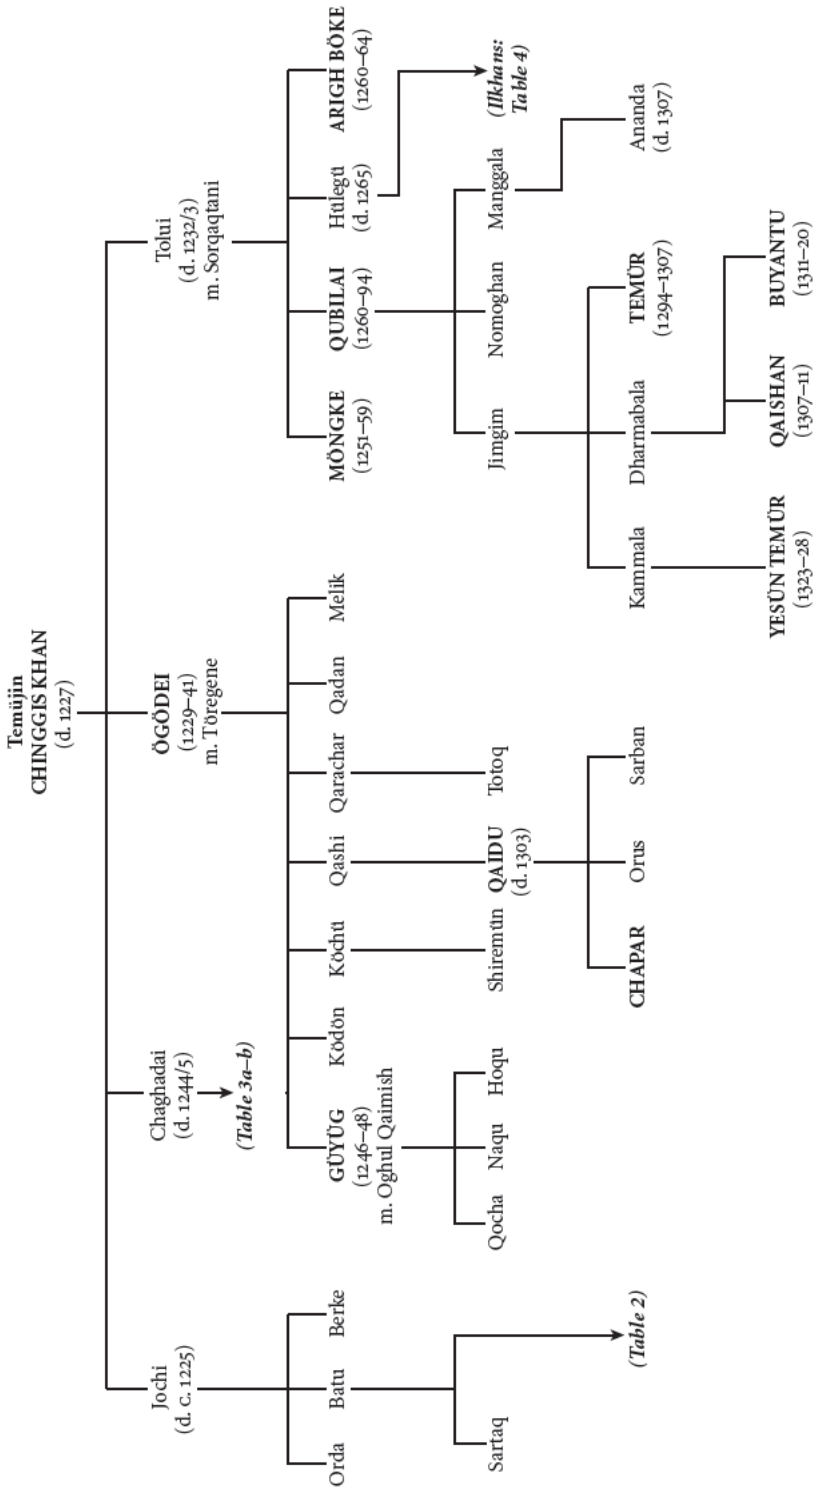 Temüjin
CHINGGIS KHAN
(d. 1227)
Jochi
(d. c. 1225)
Chaghadai
(d. 1244/5)
(Table 3a–b)
ÖGÖDEI
(1229–41)
m. Töregene
Tolui
(d. 1232/3)
m. Sorqaqtani
Orda
Batu
Berke
GÜYÜG
(1246–48)
m. Oghul Qaimish
Ködön
Köchü
Qashi
Qarachar
Qadan
Melik
MÖNGKE
(1251–59)
QUBILAI
(1260–94)
Hülegü
(d. 1265)
ARIGH BÖKE
(1260–64)
Sartaq
Qocha
Naqu
Hoqu
Shiremün
QAIDU
(d. 1303)
Totoq
Jimgim
Nomoghan
Manggala
(Ilkhans:
Table 4)
(Table 2)
CHAPAR
Orus
Sarban
Kammala
Dharmabala
TEMÜR
(1294–1307)
Ananda
(d. 1307)
YESÜN TEMÜR
(1323–28)
QAISHAN
(1307–11)
BUYANTU
(1311–20)